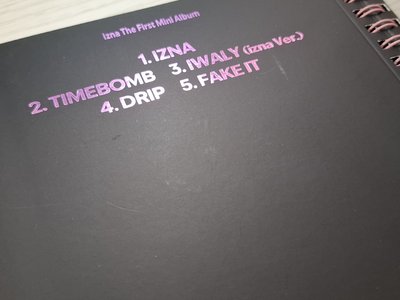 Izna The First Mini Album
1. IZNA
2. TIMEBOMB 3. IWALY (izna Ver.)
4. DRIP 5. FAKE IT